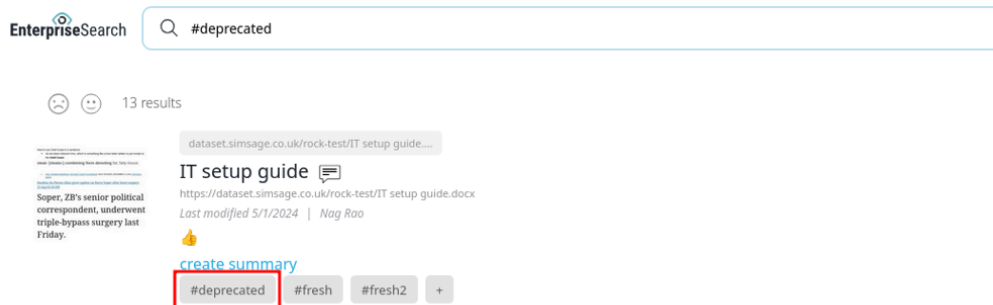 EnterpriseSearch
#deprecated
13 results
dataset.simsage.co.uk/rock-test/IT setup guide....
IT setup guide
https://dataset.simsage.co.uk/rock-test/IT setup guide.docx
Last modified 5/1/2024 | Nag Rao
Soper, ZB's senior political
correspondent, underwent
triple-bypass surgery last
Friday.
create summary
#deprecated #fresh #fresh2 +